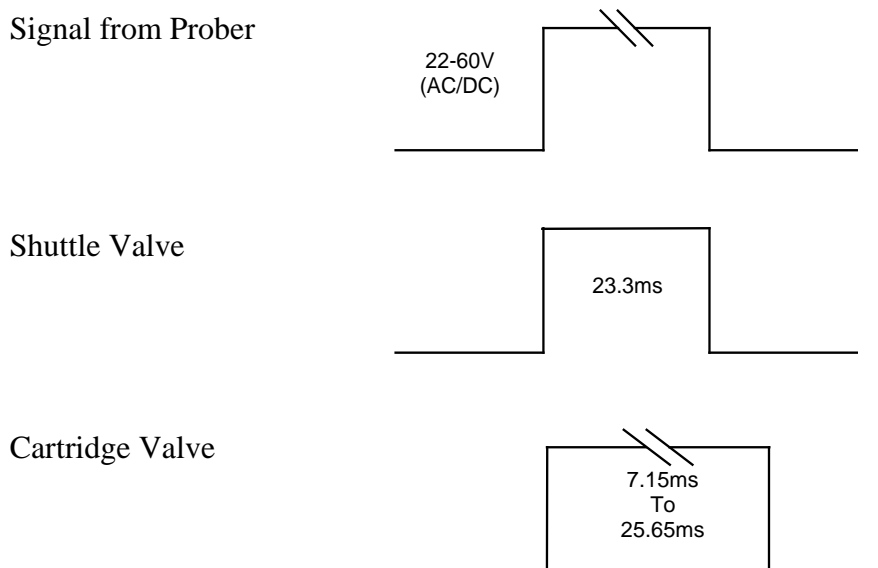 Signal from Prober
22-60V
(AC/DC)
Shuttle Valve
23.3ms
Cartridge Valve
7.15ms
To
25.65ms